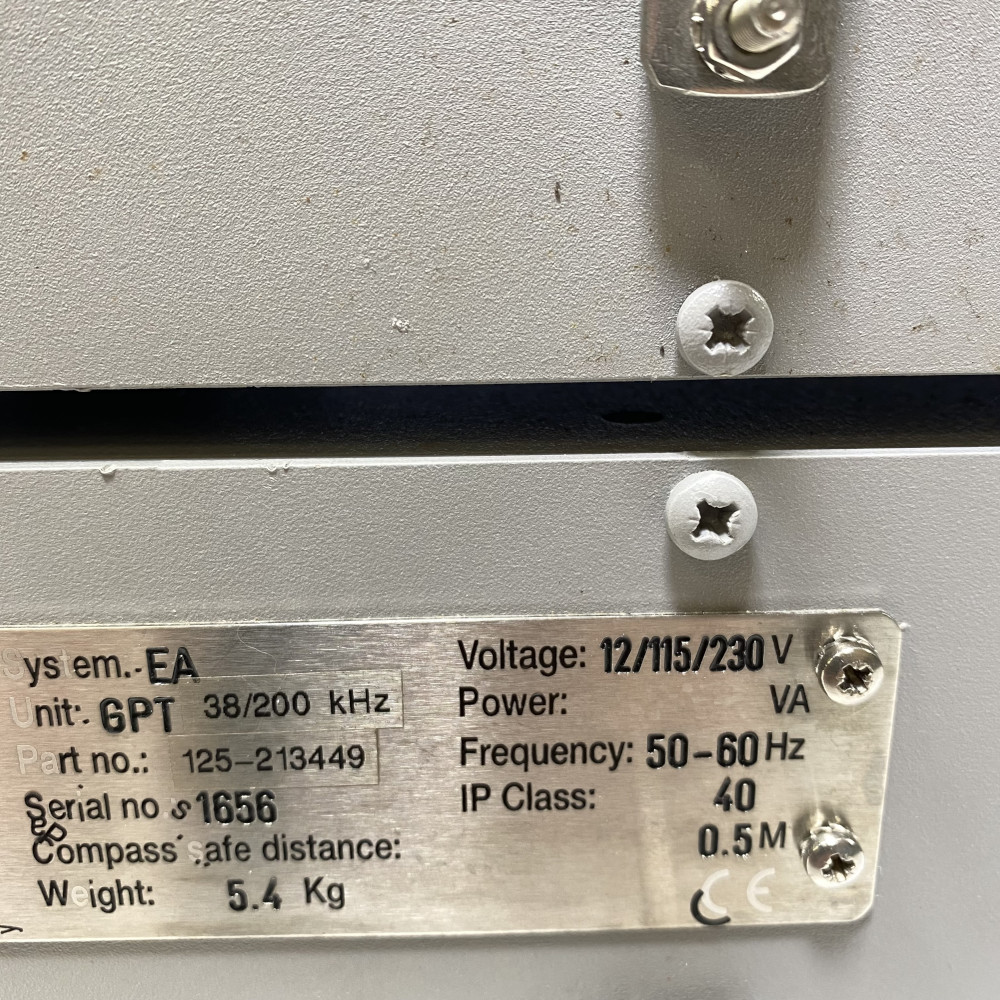 System: EA
Unit: GPT 38/200 kHz
Part no.: 125-213449
Serial no 1656
Compass safe distance: 0.5 M
Weight: 5.4 Kg
Voltage: 12/115/230 V
Power: VA
Frequency: 50-60 Hz
IP Class: 40
CE